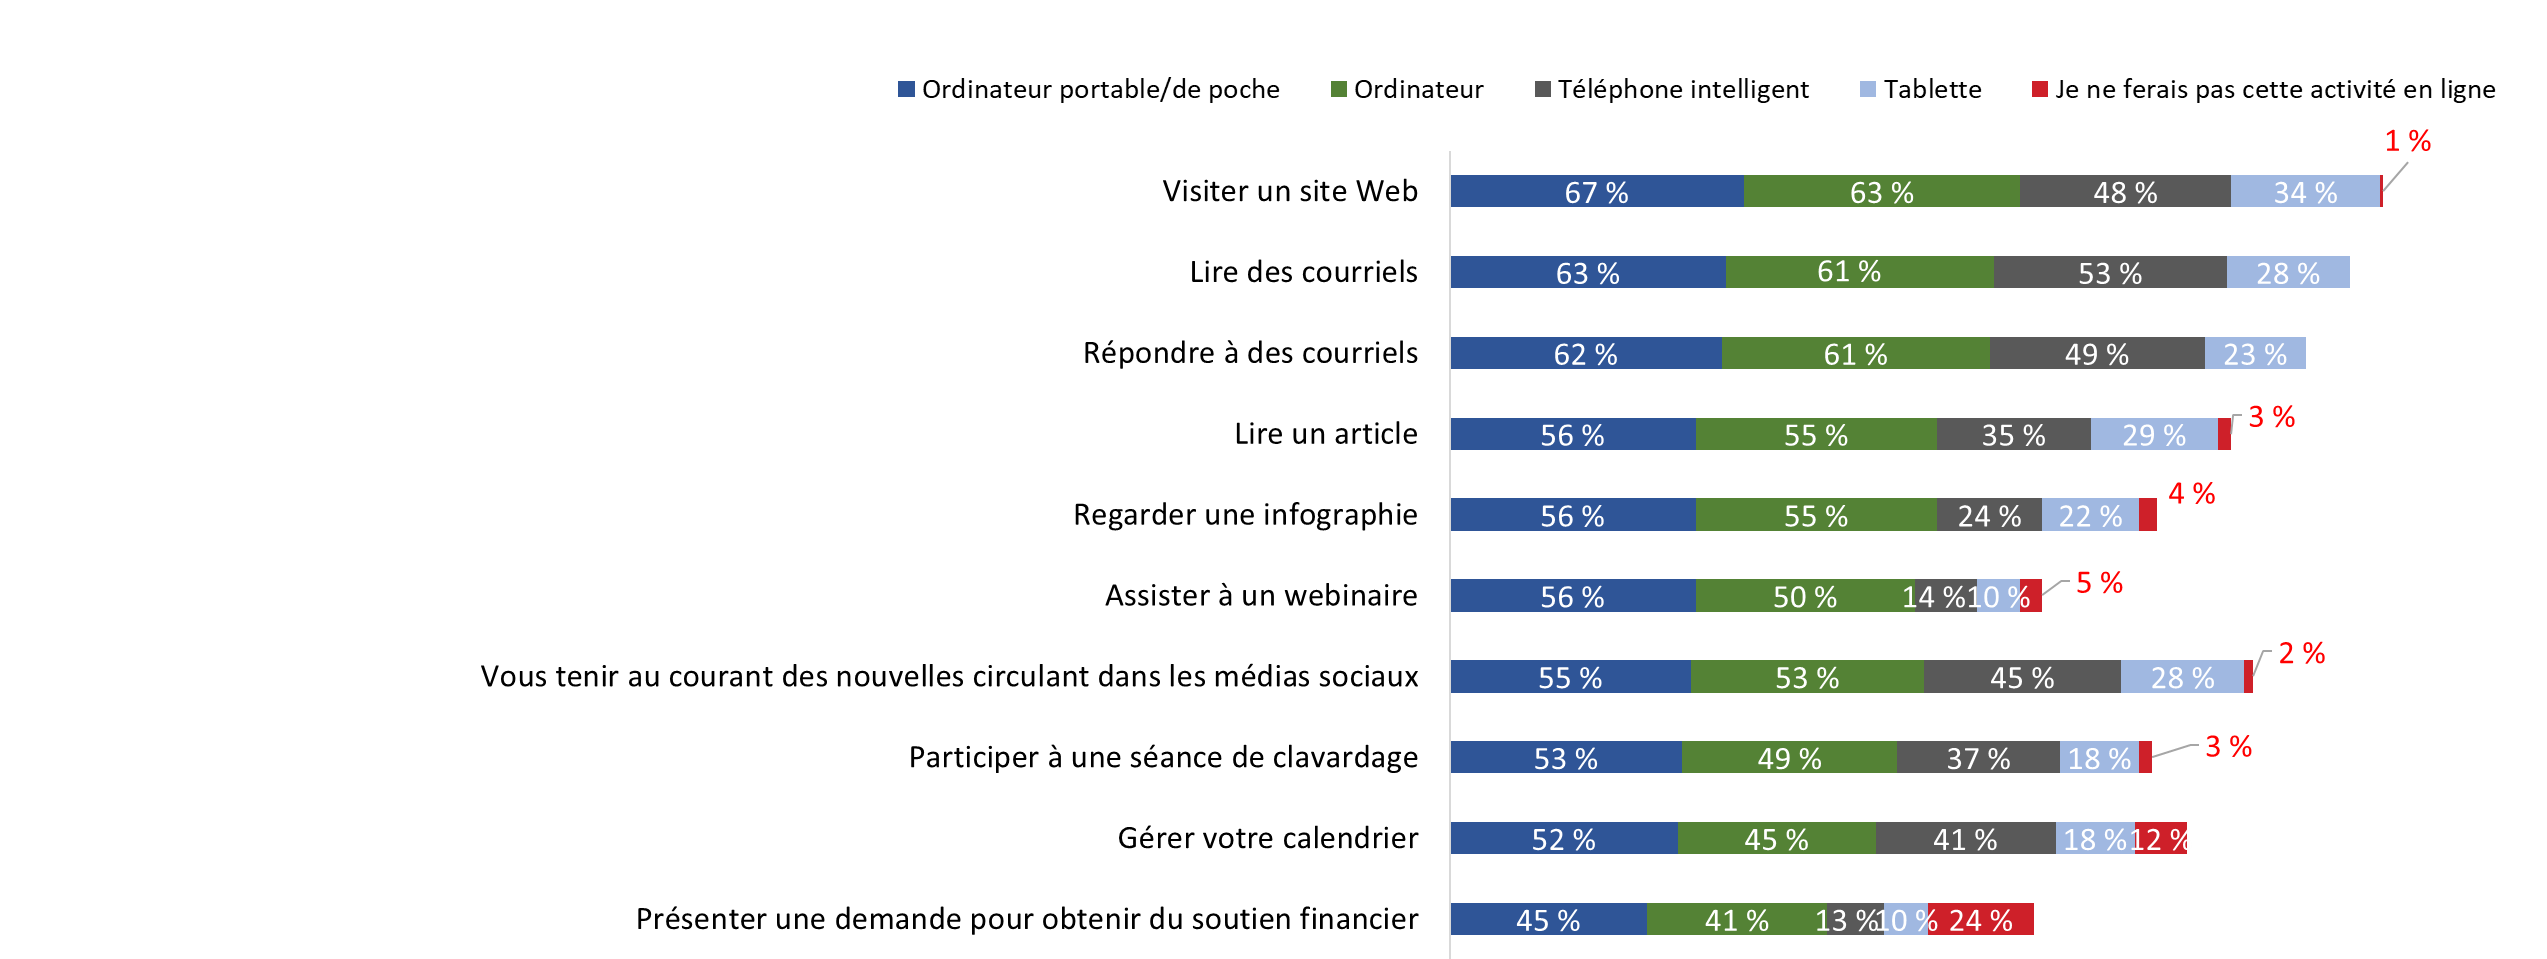 Ordinateur portable/de poche Ordinateur Téléphone intelligent Tablette Je ne ferais pas cette activité en ligne
1 %
Visiter un site Web 67 % 63 % 48 % 34 %
Lire des courriels 63 % 61 % 53 % 28 %
Répondre à des courriels 62 % 61 % 49 % 23 %
Lire un article 56 % 55 % 35 % 29 % 3 %
Regarder une infographie 56 % 55 % 24 % 22 % 4 %
Assister à un webinaire 56 % 50 % 14 % 10 % 5 %
Vous tenir au courant des nouvelles circulant dans les médias sociaux 55 % 53 % 45 % 28 % 2 %
Participer à une séance de clavardage 53 % 49 % 37 % 18 % 3 %
Gérer votre calendrier 52 % 45 % 41 % 18 % 12 %
Présenter une demande pour obtenir du soutien financier 45 % 41 % 13 % 10 % 24 %